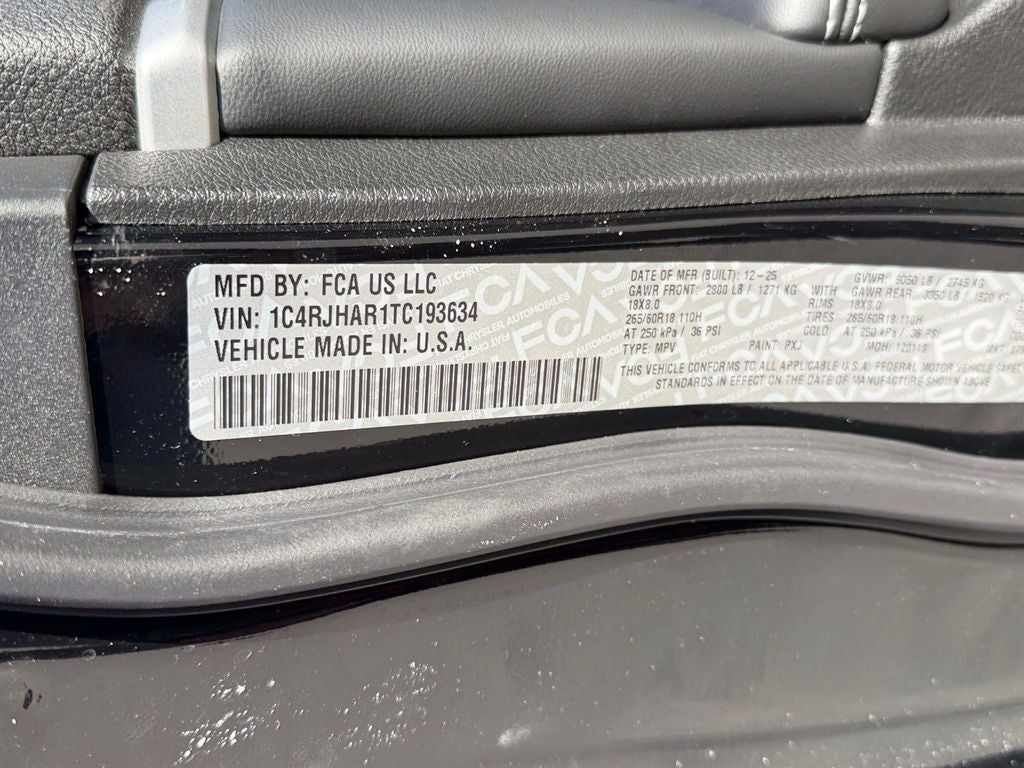 MFD BY: FCA US LLC
VIN: 1C4RJHAR1TC193634
VEHICLE MADE IN: U.S.A.
DATE OF MFR (BUILT): 12-25 GVWR: 6050 LB / 2745 KG
GAWR FRONT: 2800 LB / 1271 KG WITH GAWR REAR: 3350 LB / 1520 KG
18X8.0 RIMS 18X8.0
265/60R18 110H TIRES 265/60R18 110H
AT 250 kPa / 36 PSI COLD AT 250 kPa / 36 PSI
TYPE: MPV PAINT: PXJ MDH:
THIS VEHICLE CONFORMS TO ALL APPLICABLE U.S.A. FEDERAL MOTOR VEHICLE
STANDARDS IN EFFECT ON THE DATE OF MANUFACTURE SHOWN ABOVE